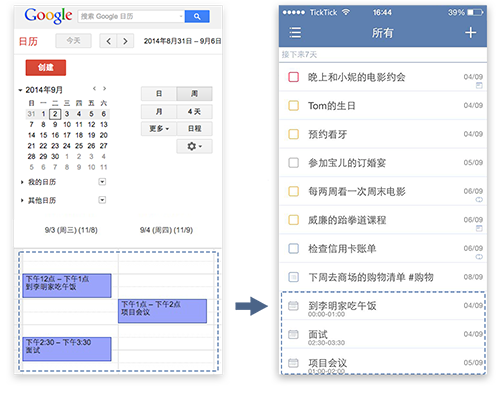 Google
搜索 Google 日历
日历
今天
2014年8月31日 – 9月6日
创建
2014年9月
一 二 三 四 五 六 日
31 1 2 3 4 5 6
7 8 9 10 11 12 13
14 15 16 17 18 19 20
21 22 23 24 25 26 27
28 29 30 1 2 3 4
5 6 7 8 9 10 11
日 周
月 4 天
更多 日程
我的日历
其他日历
9/3 (周三) (11/8)
9/4 (周四) (11/9)
下午12点 – 下午1点
到李明家吃午饭
下午1点 – 下午2点
项目会议
下午2:30 – 下午3:30
面试
TickTick
16:44
39%
所有
接下来7天
晚上和小妮的电影约会 04/09
Tom的生日 04/09
预约看牙 04/09
参加宝儿的订婚宴 05/09
每两周看一次周末电影 06/09
威廉的跆拳道课程 06/09
检查信用卡账单 06/09
下周去商场的购物清单 #购物 08/09
到李明家吃午饭 04/09
00:00-01:00
面试 04/09
02:30-03:30
项目会议 05/09
01:00-02:00